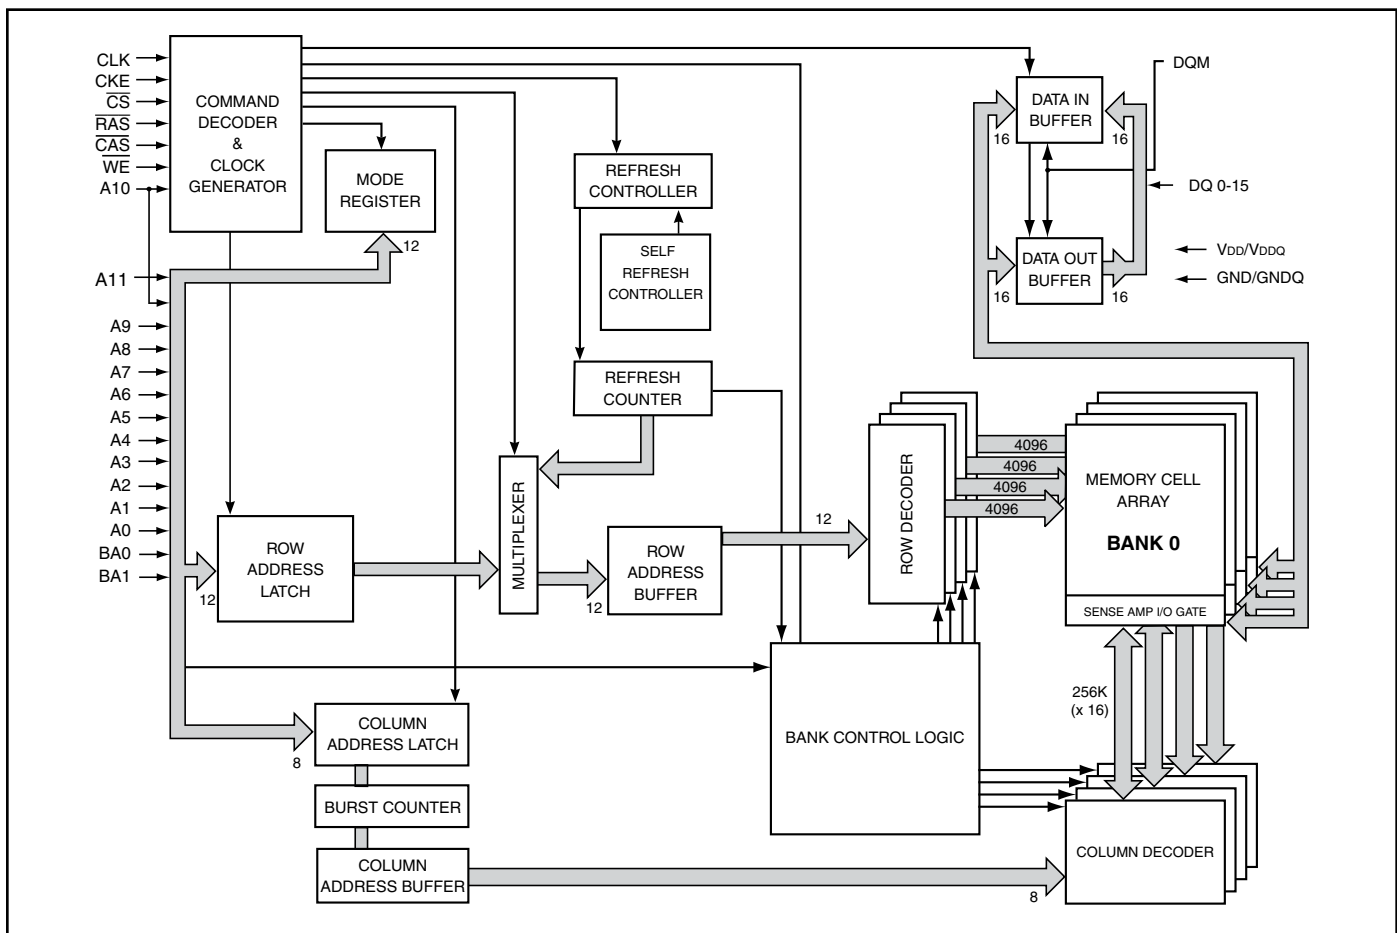 CLK
CKE
CS
RAS
CAS
WE
A10
A11
A9
A8
A7
A6
A5
A4
A3
A2
A1
A0
BA0
BA1
COMMAND
DECODER
&
CLOCK
GENERATOR
MODE
REGISTER
12
REFRESH
CONTROLLER
SELF
REFRESH
CONTROLLER
REFRESH
COUNTER
MULTIPLEXER
ROW
ADDRESS
LATCH
12
ROW
ADDRESS
BUFFER
12
12
COLUMN
ADDRESS LATCH
8
BURST COUNTER
COLUMN
ADDRESS BUFFER
8
BANK CONTROL LOGIC
ROW DECODER
4096
4096
4096
4096
MEMORY CELL
ARRAY
BANK 0
SENSE AMP I/O GATE
256K
(x 16)
COLUMN DECODER
DATA IN
BUFFER
16
16
DATA OUT
BUFFER
16
16
DQM
DQ 0-15
VDD/VDDQ
GND/GNDQ